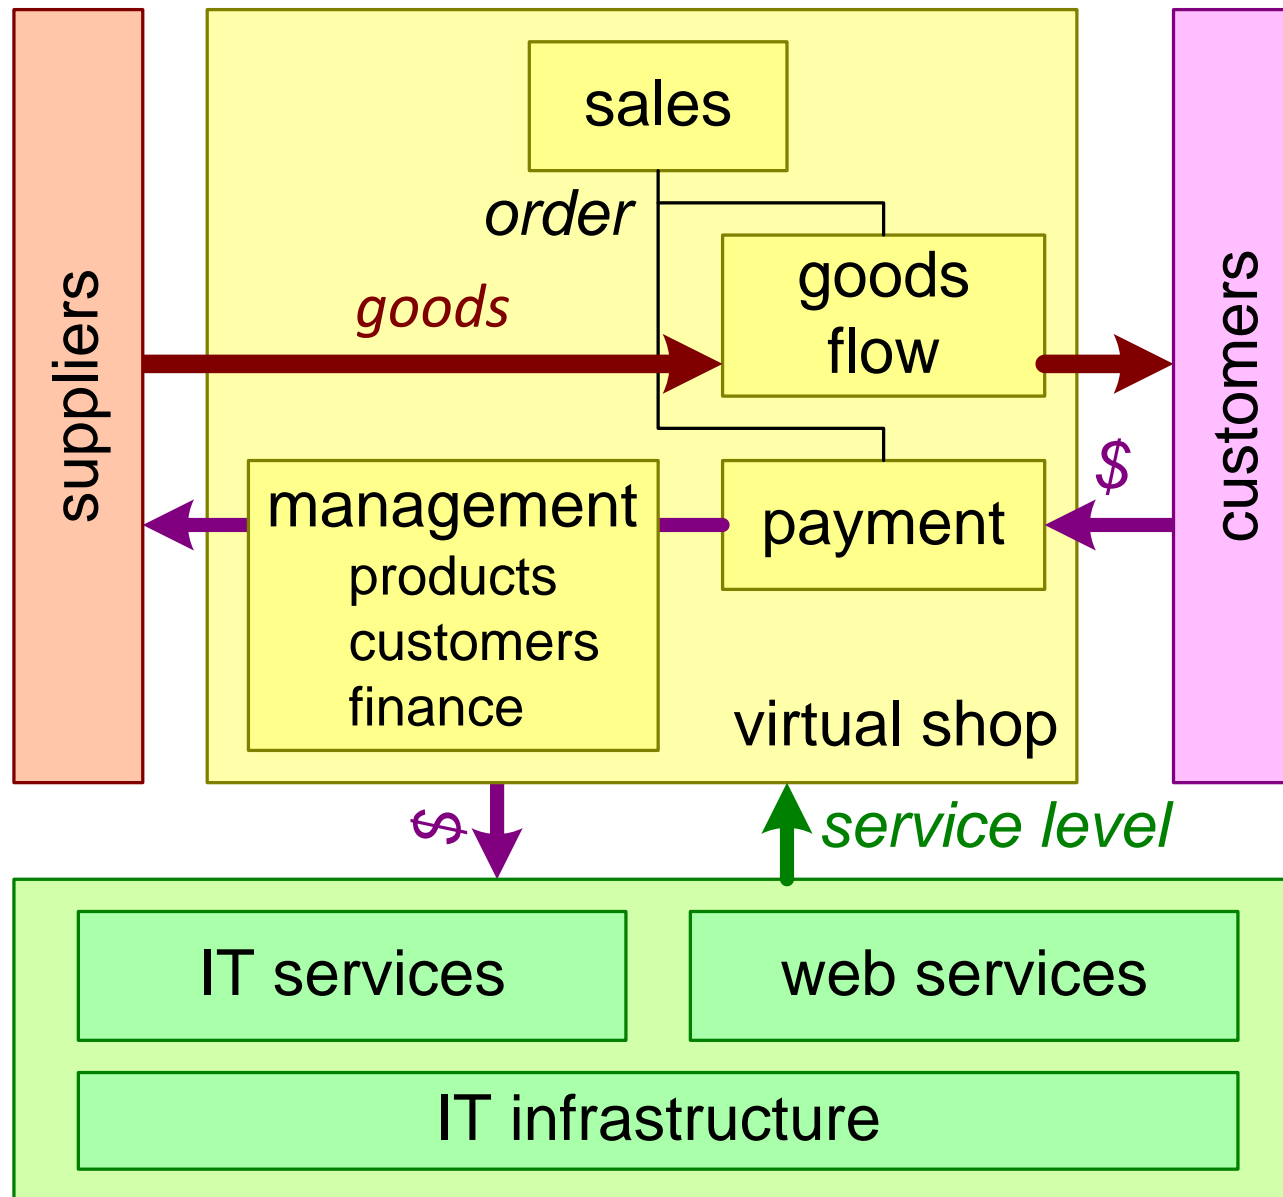 sales
order
goods
flow
goods
suppliers
customers
$
management
products
customers
finance
payment
virtual shop
$
service level
IT services
web services
IT infrastructure